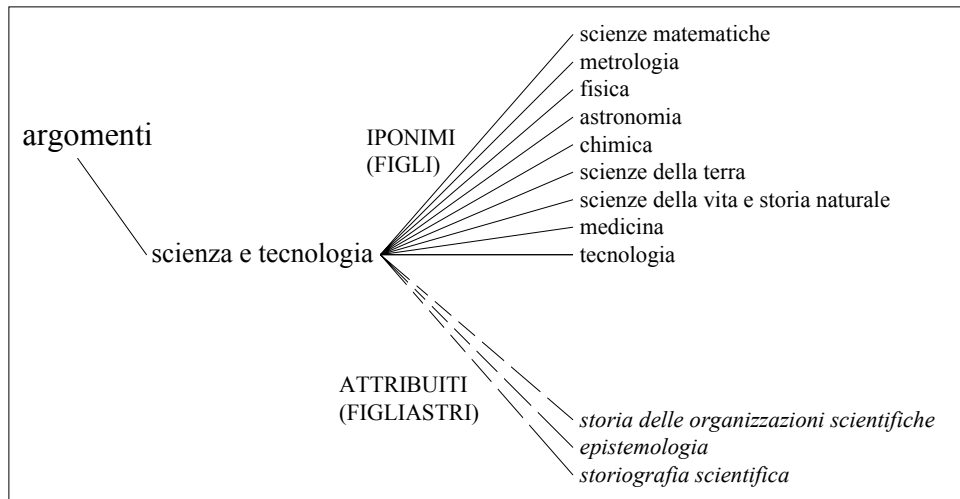 scienze matematiche
metrologia
fisica
astronomia
chimica
scienze della terra
scienze della vita e storia naturale
medicina
tecnologia
argomenti
IPONIMI
(FIGLI)
scienza e tecnologia
ATTRIBUITI
(FIGLIASTRI)
storia delle organizzazioni scientifiche
epistemologia
storiografia scientifica